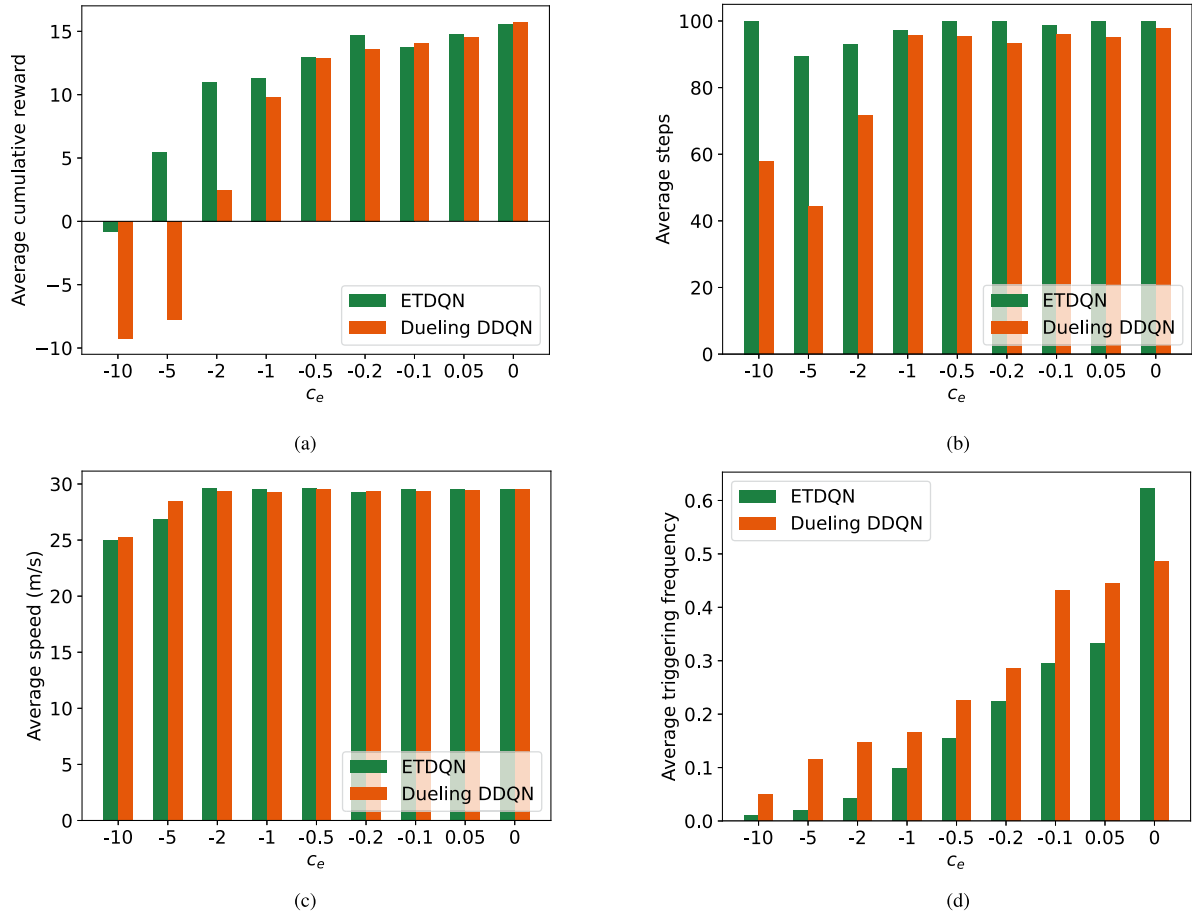 Average cumulative reward
15
10
5
0
−5
−10
ETDQN
Dueling DDQN
-10 -5 -2 -1 -0.5 -0.2 -0.1 0.05 0
c_e
(a)
Average steps
100
80
60
40
20
0
ETDQN
Dueling DDQN
-10 -5 -2 -1 -0.5 -0.2 -0.1 0.05 0
c_e
(b)
Average speed (m/s)
30
25
20
15
10
5
0
ETDQN
Dueling DDQN
-10 -5 -2 -1 -0.5 -0.2 -0.1 0.05 0
c_e
(c)
Average triggering frequency
0.6
0.5
0.4
0.3
0.2
0.1
0.0
ETDQN
Dueling DDQN
-10 -5 -2 -1 -0.5 -0.2 -0.1 0.05 0
c_e
(d)